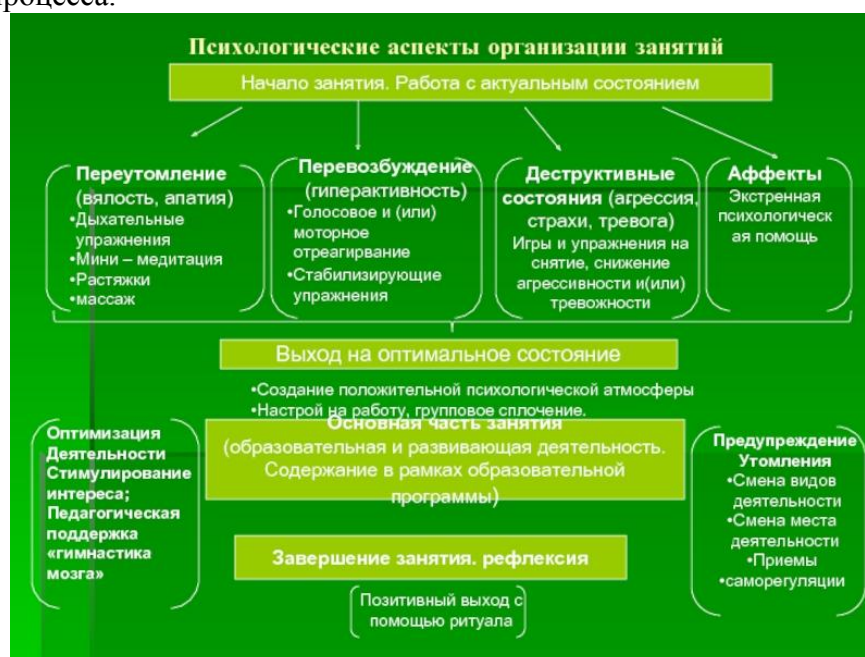 процесса.
Психологические аспекты организации занятий
Начало занятия. Работа с актуальным состоянием
Переутомление
(вялость, апатия)
•Дыхательные
упражнения
•Мини – медитация
•Растяжки
•массаж
Перевозбуждение
(гиперактивность)
•Голосовое и (или)
моторное
отреагирвание
•Стабилизирующие
упражнения
Деструктивные
состояния (агрессия,
страхи, тревога)
Игры и упражнения на
снятие, снижение
агрессивности и(или)
тревожности
Аффекты
Экстренная
психологическ
ая помощь
Выход на оптимальное состояние
•Создание положительной психологической атмосферы
•Настрой на работу, групповое сплочение.
Оптимизация
Деятельности
Стимулирование
интереса;
Педагогическая
поддержка
«гимнастика
мозга»
Основная часть занятия
(образовательная и развивающая деятельность.
Содержание в рамках образовательной
программы)
Предупреждение
Утомления
•Смена видов
деятельности
•Смена места
деятельности
•Приемы
•саморегуляции
Завершение занятия. рефлексия
Позитивный выход с
помощью ритуала